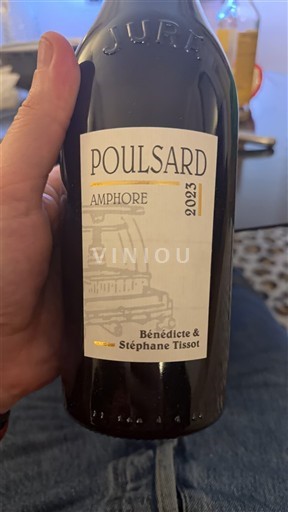 JURA
POULSARD
AMPHORE
2023
VINIOU
Bénédicte &
Stéphane Tissot